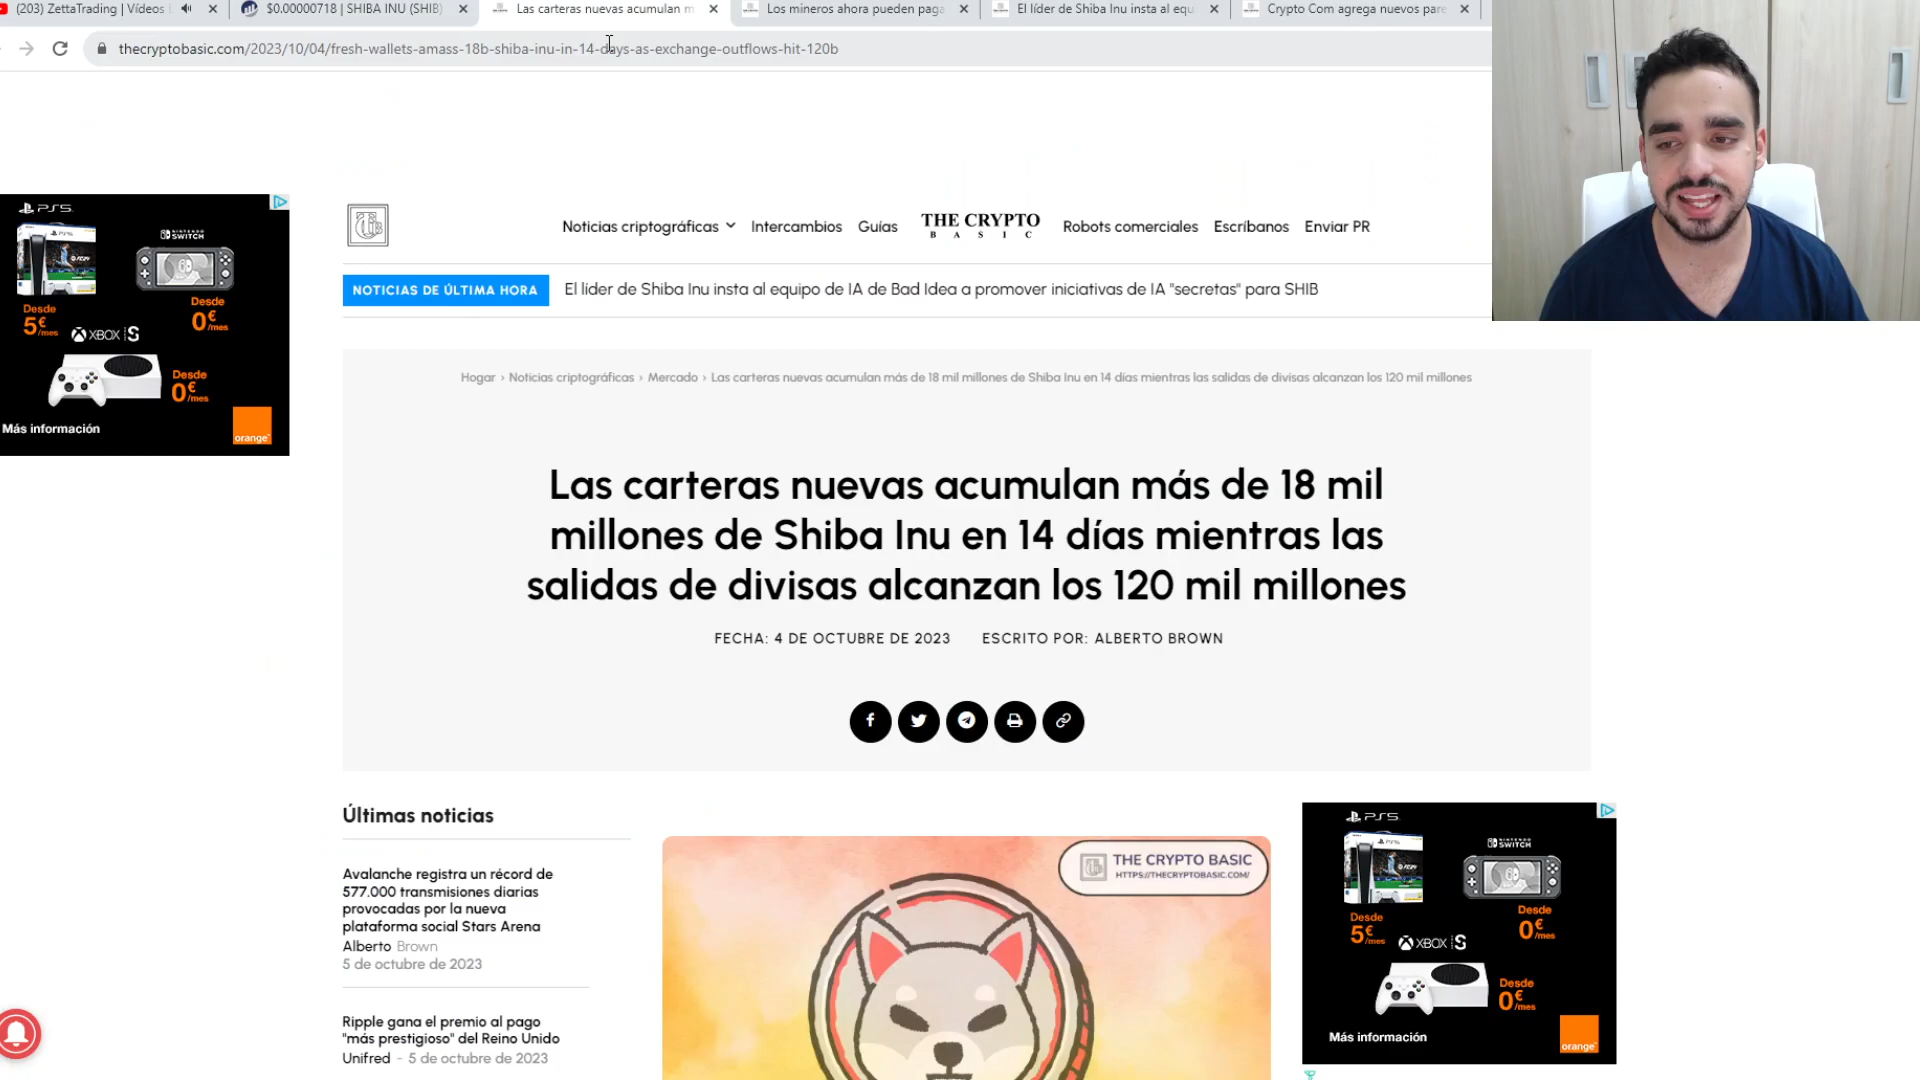 (203) ZettaTrading | Vídeos
$0.00000718 | SHIBA INU (SHIB)
Las carteras nuevas acumulan m
Los mineros ahora pueden paga
El líder de Shiba Inu insta al equ
Crypto Com agrega nuevos pare
thecryptobasic.com/2023/10/04/fresh-wallets-amass-18b-shiba-inu-in-14-days-as-exchange-outflows-hit-120b
PS5
NINTENDO SWITCH
Desde 5€/mes
Desde 0€/mes
XBOX S
Desde 0€/mes
Más información
orange
Noticias criptográficas
Intercambios
Guías
THE CRYPTO
BASIC
Robots comerciales
Escríbanos
Enviar PR
NOTICIAS DE ÚLTIMA HORA
El líder de Shiba Inu insta al equipo de IA de Bad Idea a promover iniciativas de IA "secretas" para SHIB
Hogar › Noticias criptográficas › Mercado › Las carteras nuevas acumulan más de 18 mil millones de Shiba Inu en 14 días mientras las salidas de divisas alcanzan los 120 mil millones
Las carteras nuevas acumulan más de 18 mil
millones de Shiba Inu en 14 días mientras las
salidas de divisas alcanzan los 120 mil millones
FECHA: 4 DE OCTUBRE DE 2023
ESCRITO POR: ALBERTO BROWN
Últimas noticias
Avalanche registra un récord de
577.000 transmisiones diarias
provocadas por la nueva
plataforma social Stars Arena
Alberto Brown
5 de octubre de 2023
Ripple gana el premio al pago
"más prestigioso" del Reino Unido
Unifred - 5 de octubre de 2023
THE CRYPTO BASIC
HTTPS://THECRYPTOBASIC.COM/
PS5
NINTENDO SWITCH
Desde 5€/mes
Desde 0€/mes
XBOX S
Desde 0€/mes
Más información
orange